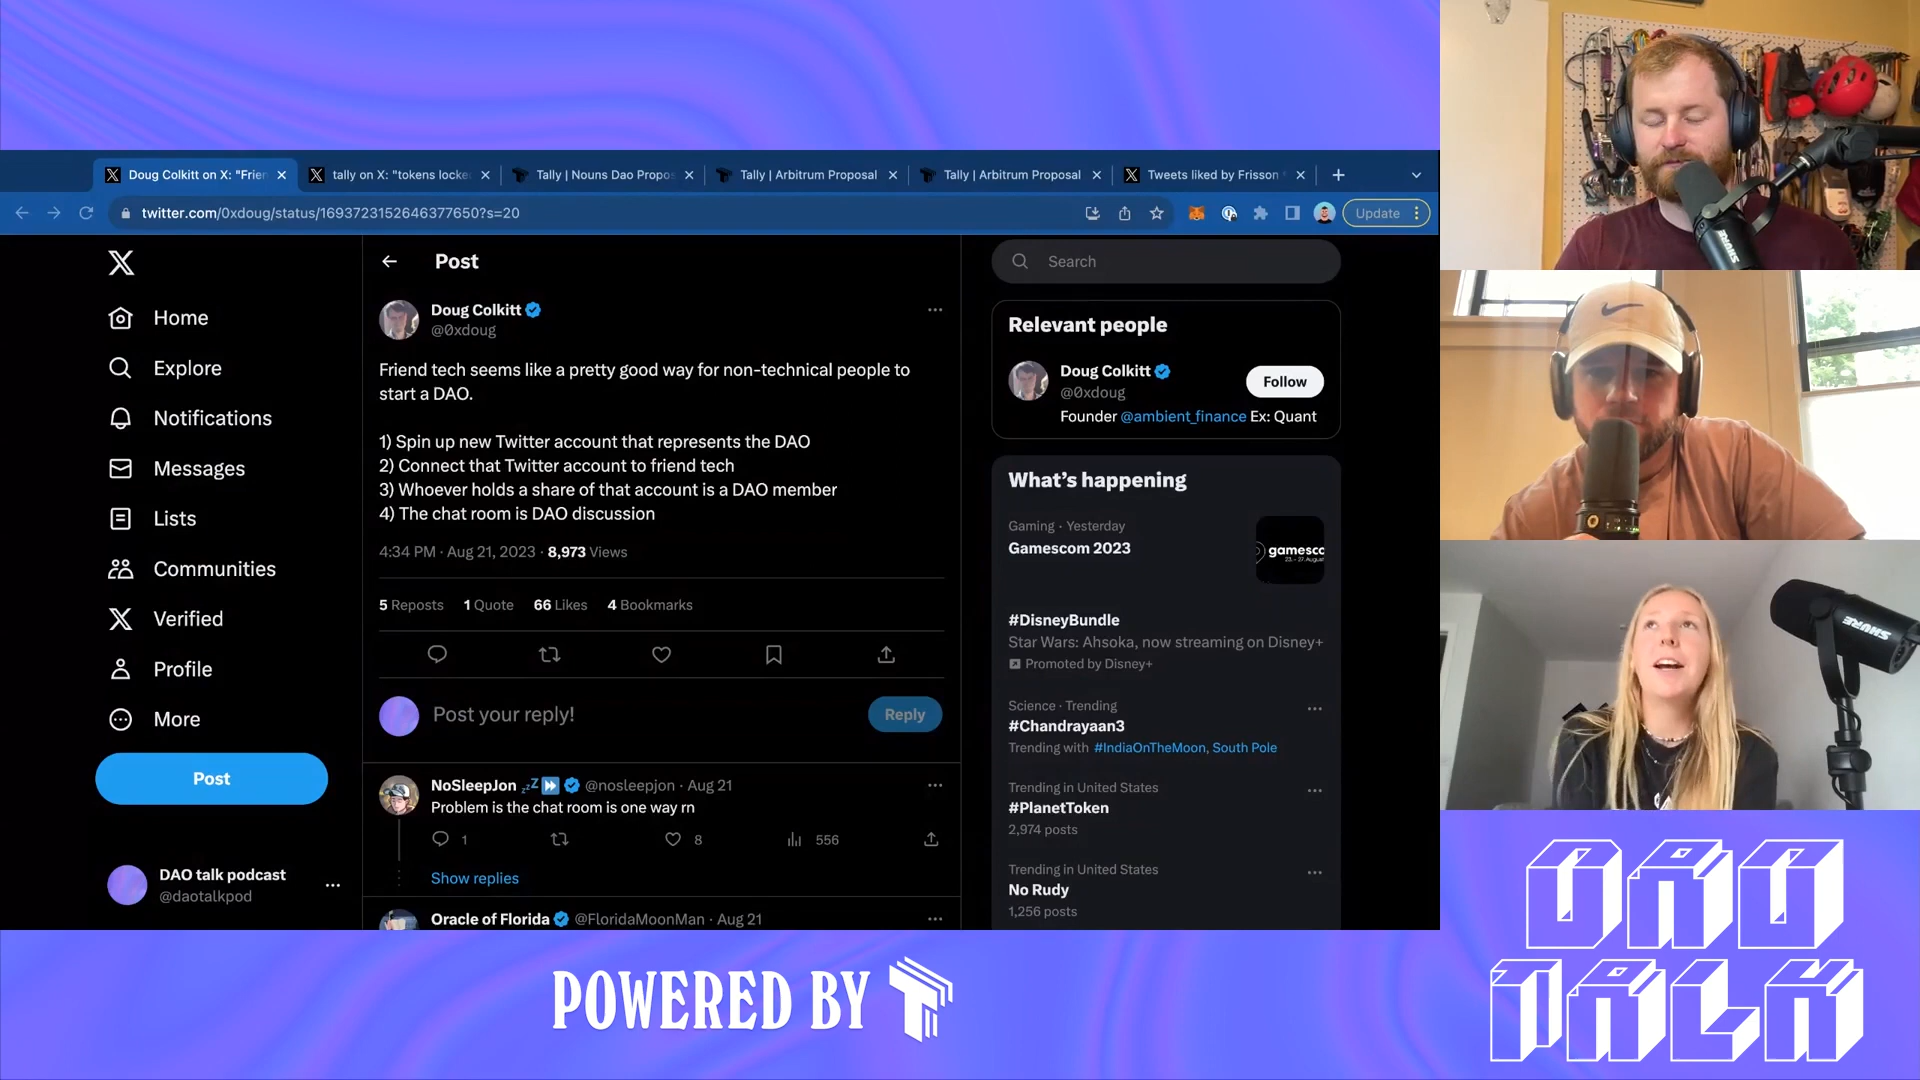 Doug Colkitt on X: "Frien
tally on X: "tokens locke
Tally | Nouns Dao Propos
Tally | Arbitrum Proposal
Tally | Arbitrum Proposal
Tweets liked by Frisson
twitter.com/0xdoug/status/1693723152646377650?s=20
Update
Home
Explore
Notifications
Messages
Lists
Communities
Verified
Profile
More
Post
DAO talk podcast
@daotalkpod
Post
Doug Colkitt
@0xdoug
Friend tech seems like a pretty good way for non-technical people to
start a DAO.
1) Spin up new Twitter account that represents the DAO
2) Connect that Twitter account to friend tech
3) Whoever holds a share of that account is a DAO member
4) The chat room is DAO discussion
4:34 PM · Aug 21, 2023 · 8,973 Views
5 Reposts 1 Quote 66 Likes 4 Bookmarks
Post your reply!
Reply
NoSleepJon @nosleepjon · Aug 21
Problem is the chat room is one way rn
1 8 556
Show replies
Oracle of Florida @FloridaMoonMan · Aug 21
Search
Relevant people
Doug Colkitt
@0xdoug
Follow
Founder @ambient_finance Ex: Quant
What's happening
Gaming · Yesterday
Gamescom 2023
gamesco
#DisneyBundle
Star Wars: Ahsoka, now streaming on Disney+
Promoted by Disney+
Science · Trending
#Chandrayaan3
Trending with #IndiaOnTheMoon, South Pole
Trending in United States
#PlanetToken
2,974 posts
Trending in United States
No Rudy
1,256 posts
SHURE
SHURE
POWERED BY
DAO
TALK